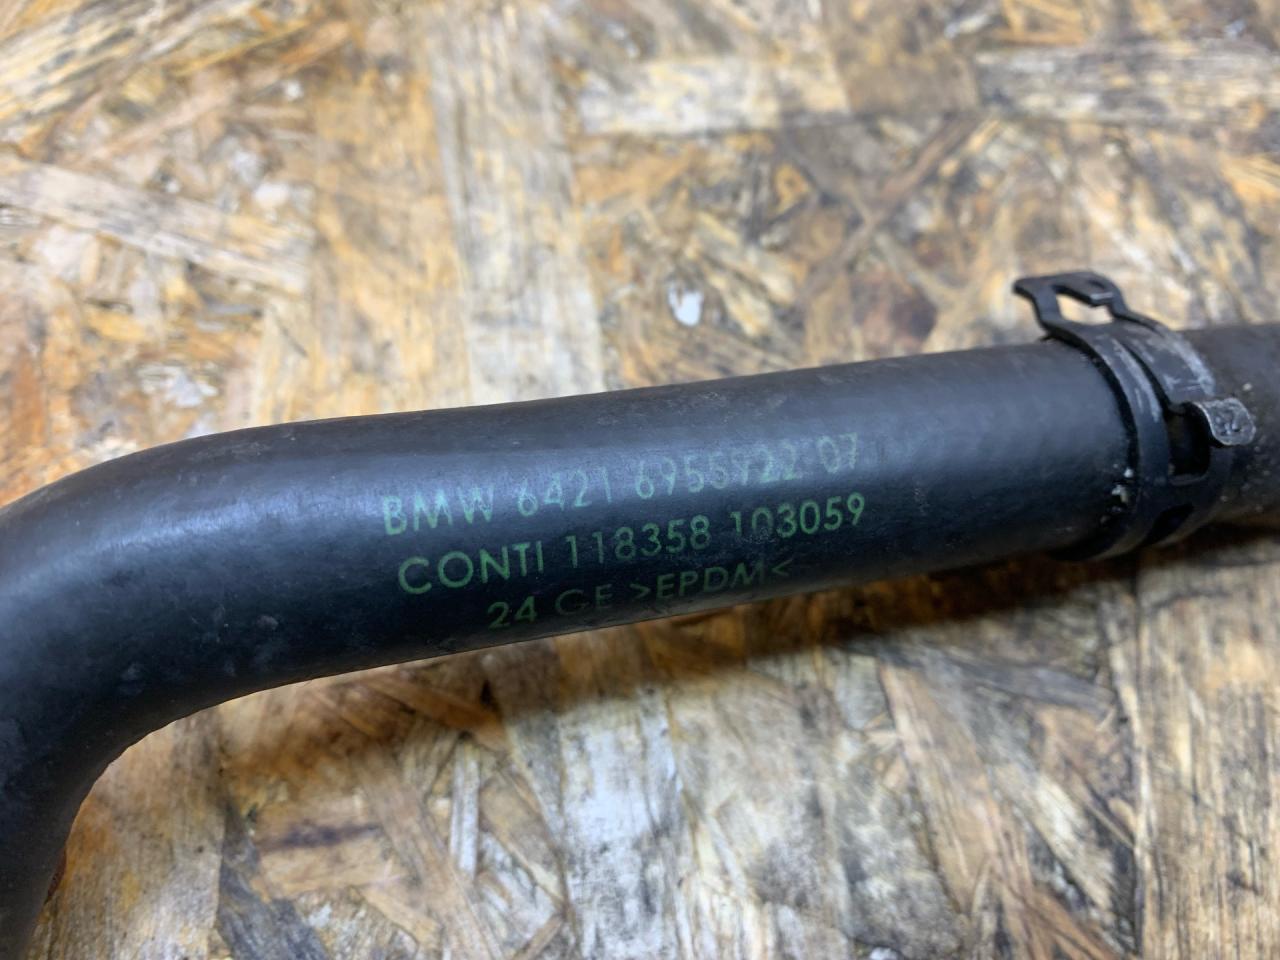 BMW 6421 6955922 07
CONTI 118358 103059
24 GE >EPDM<